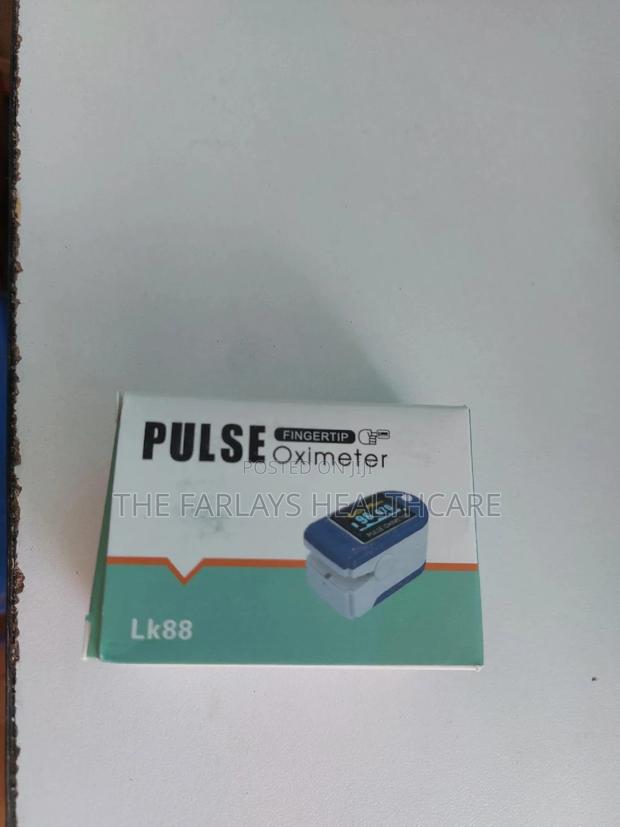 PULSE FINGERTIP
Oximeter
POSTED ON JIJI
THE FARLAYS HEALTHCARE
Lk88